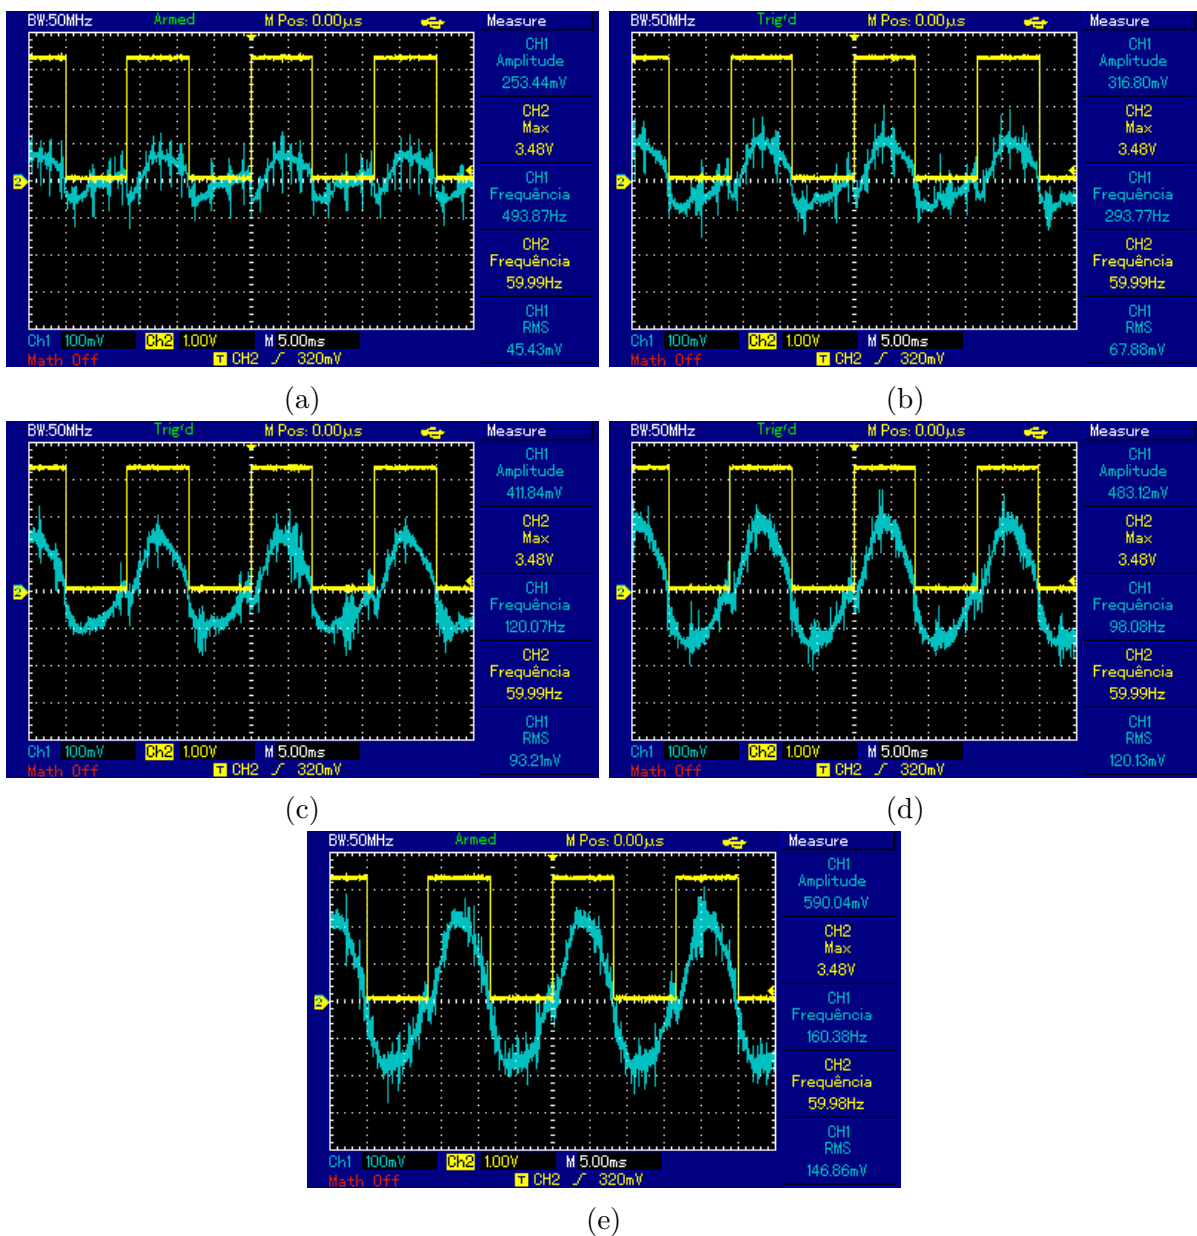 BW:50MHz Armed M Pos: 0.00µs Measure
CH1
Amplitude
253.44mV
CH2
Max
3.48V
CH1
Frequência
493.87Hz
CH2
Frequência
59.99Hz
CH1
RMS
45.43mV
2
Ch1 100mV Ch2 1.00V M 5.00ms
Math Off T CH2 320mV
(a)
BW:50MHz Trig'd M Pos: 0.00µs Measure
CH1
Amplitude
316.80mV
CH2
Max
3.48V
CH1
Frequência
293.77Hz
CH2
Frequência
59.99Hz
CH1
RMS
67.88mV
2
Ch1 100mV Ch2 1.00V M 5.00ms
Math Off T CH2 320mV
(b)
BW:50MHz Trig'd M Pos: 0.00µs Measure
CH1
Amplitude
411.84mV
CH2
Max
3.48V
CH1
Frequência
120.07Hz
CH2
Frequência
59.99Hz
CH1
RMS
93.21mV
2
Ch1 100mV Ch2 1.00V M 5.00ms
Math Off T CH2 320mV
(c)
BW:50MHz Trig'd M Pos: 0.00µs Measure
CH1
Amplitude
483.12mV
CH2
Max
3.48V
CH1
Frequência
98.08Hz
CH2
Frequência
59.99Hz
CH1
RMS
120.13mV
2
Ch1 100mV Ch2 1.00V M 5.00ms
Math Off T CH2 320mV
(d)
BW:50MHz Armed M Pos: 0.00µs Measure
CH1
Amplitude
590.04mV
CH2
Max
3.48V
CH1
Frequência
160.38Hz
CH2
Frequência
59.98Hz
CH1
RMS
146.86mV
2
Ch1 100mV Ch2 1.00V M 5.00ms
Math Off T CH2 320mV
(e)